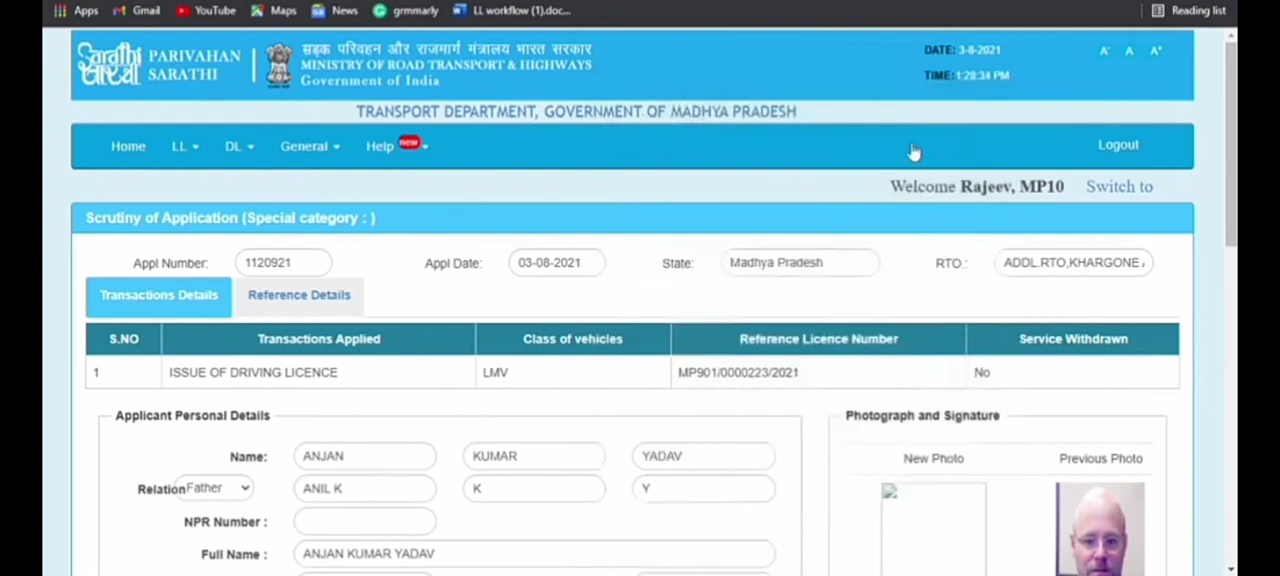 Apps Gmail YouTube Maps News grmmarly LL workflow (1).doc... Reading list
सारथी
PARIVAHAN
SARATHI
सड़क परिवहन और राजमार्ग मंत्रालय भारत सरकार
MINISTRY OF ROAD TRANSPORT & HIGHWAYS
Government of India
DATE: 3-8-2021
TIME: 1:28:34 PM
A- A A+
TRANSPORT DEPARTMENT, GOVERNMENT OF MADHYA PRADESH
Home LL DL General Help new Logout
Welcome Rajeev, MP10 Switch to
Scrutiny of Application (Special category : )
Appl Number: 1120921 Appl Date: 03-08-2021 State: Madhya Pradesh RTO.: ADDL.RTO,KHARGONE
Transactions Details Reference Details
S.NO Transactions Applied Class of vehicles Reference Licence Number Service Withdrawn
1 ISSUE OF DRIVING LICENCE LMV MP901/0000223/2021 No
Applicant Personal Details
Name: ANJAN KUMAR YADAV
Relation Father ANIL K K Y
NPR Number :
Full Name : ANJAN KUMAR YADAV
Photograph and Signature
New Photo Previous Photo